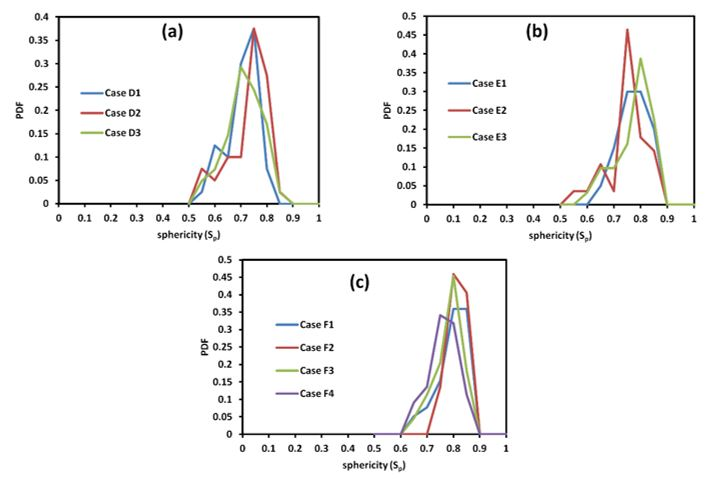 (a)
0.4
0.35
0.3
0.25
0.2
0.15
0.1
0.05
0
PDF
Case D1
Case D2
Case D3
0 0.1 0.2 0.3 0.4 0.5 0.6 0.7 0.8 0.9 1
sphericity (Sp)
(b)
0.5
0.45
0.4
0.35
0.3
0.25
0.2
0.15
0.1
0.05
0
PDF
Case E1
Case E2
Case E3
0 0.1 0.2 0.3 0.4 0.5 0.6 0.7 0.8 0.9 1
sphericity (Sp)
(c)
0.5
0.45
0.4
0.35
0.3
0.25
0.2
0.15
0.1
0.05
0
PDF
Case F1
Case F2
Case F3
Case F4
0 0.1 0.2 0.3 0.4 0.5 0.6 0.7 0.8 0.9 1
sphericity (Sp)